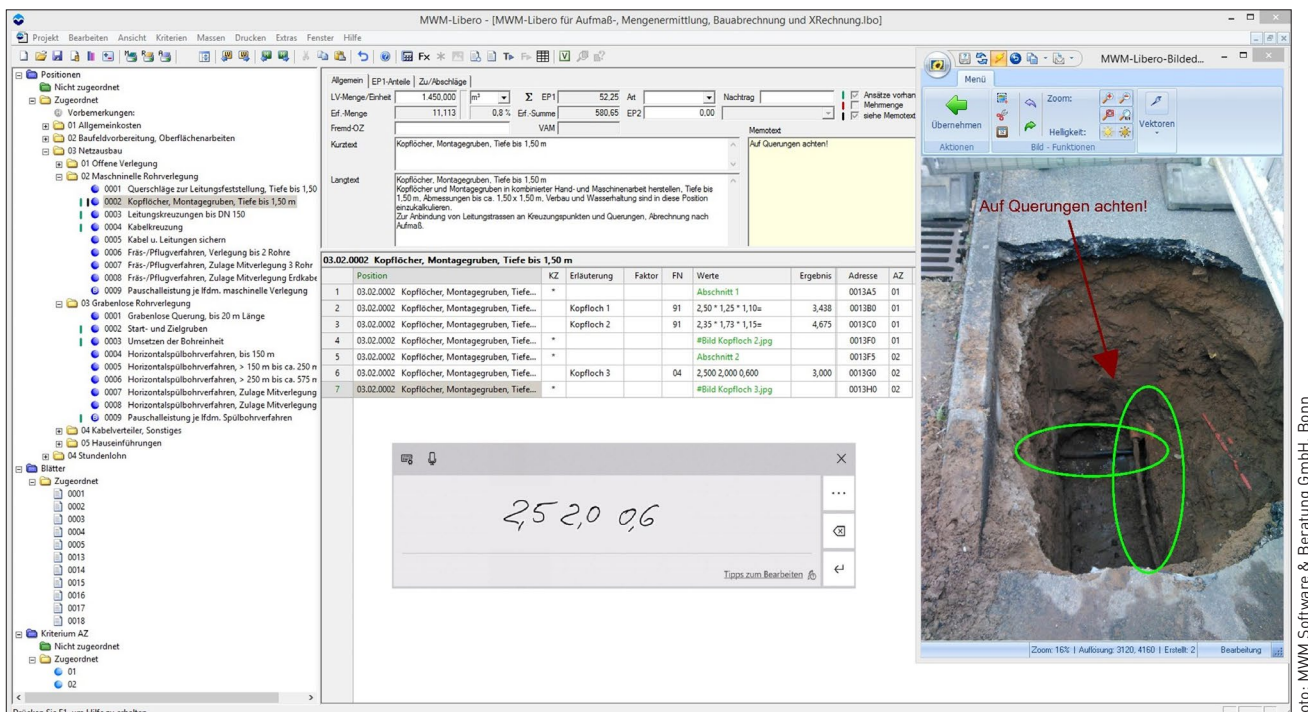 MWM-Libero - [MWM-Libero für Aufmaß-, Mengenermittlung, Bauabrechnung und XRechnung.lbo]
Projekt Bearbeiten Ansicht Kriterien Massen Drucken Extras Fenster Hilfe
Positionen
Nicht zugeordnet
Zugeordnet
Vorbemerkungen:
01 Allgemeinkosten
02 Baufeldvorbereitung, Oberflächenarbeiten
03 Netzausbau
01 Offene Verlegung
02 Maschninelle Rohrverlegung
0001 Querschläge zur Leitungsfeststellung, Tiefe bis 1,50
0002 Kopflöcher, Montagegruben, Tiefe bis 1,50 m
0003 Leitungskreuzungen bis DN 150
0004 Kabelkreuzung
0005 Kabel u. Leitungen sichern
0006 Fräs-/Pflugverfahren, Verlegung bis 2 Rohre
0007 Fräs-/Pflugverfahren, Zulage Mitverlegung 3 Rohr
0008 Fräs-/Pflugverfahren, Zulage Mitverlegung Erdkabe
0009 Pauschalleistung je lfdm. maschinelle Verlegung
03 Grabenlose Rohrverlegung
0001 Grabenlose Querung, bis 20 m Länge
0002 Start- und Zielgruben
0003 Umsetzen der Bohreinheit
0004 Horizontalspülbohrverfahren, bis 150 m
0005 Horizontalspülbohrverfahren, > 150 m bis ca. 250 n
0006 Horizontalspülbohrverfahren, > 250 m bis ca. 575 n
0007 Horizontalspülbohrverfahren, Zulage Mitverlegung
0008 Horizontalspülbohrverfahren, Zulage Mitverlegung
0009 Pauschalleistung je lfdm. Spülbohrverfahren
04 Kabelverteiler, Sonstiges
05 Hauseinführungen
04 Stundenlohn
Blätter
Zugeordnet
0001
0002
0003
0004
0005
0013
0014
0015
0016
0017
0018
Kriterium AZ
Nicht zugeordnet
Zugeordnet
01
02
Allgemein EP1-Anteile Zu/Abschläge
LV-Menge/Einheit 1.450,000 m³ Σ EP1 52,25 Art Nachtrag Ansätze vorhan
Erf.-Menge 11,113 0,8 % Erf.-Summe 580,65 EP2 0,00 Mehrmenge
siehe Memotext
Fremd-OZ VAM Memotext
Kurztext Kopflöcher, Montagegruben, Tiefe bis 1,50 m Auf Querungen achten!
Langtext Kopflöcher, Montagegruben, Tiefe bis 1,50 m
Kopflöcher und Montagegruben in kombinierter Hand- und Maschinenarbeit herstellen, Tiefe bis
1,50 m, Abmessungen bis ca. 1.50 x 1,50 m, Verbau und Wasserhaltung sind in diese Position
einzukalkulieren.
Zur Anbindung von Leitungstrassen an Kreuzungspunkten und Querungen, Abrechnung nach
Aufmaß.
03.02.0002 Kopflöcher, Montagegruben, Tiefe bis 1,50 m
Position KZ Erläuterung Faktor FN Werte Ergebnis Adresse AZ
1 03.02.0002 Kopflöcher, Montagegruben, Tiefe... * Abschnitt 1 0013A5 01
2 03.02.0002 Kopflöcher, Montagegruben, Tiefe... Kopfloch 1 91 2,50 * 1,25 * 1,10= 3,438 0013B0 01
3 03.02.0002 Kopflöcher, Montagegruben, Tiefe... Kopfloch 2 91 2,35 * 1,73 * 1,15= 4,675 0013C0 01
4 03.02.0002 Kopflöcher, Montagegruben, Tiefe... * #Bild Kopfloch 2.jpg 0013F0 01
5 03.02.0002 Kopflöcher, Montagegruben, Tiefe... * Abschnitt 2 0013F5 02
6 03.02.0002 Kopflöcher, Montagegruben, Tiefe... Kopfloch 3 04 2,500 2,000 0,600 3,000 0013G0 02
7 03.02.0002 Kopflöcher, Montagegruben, Tiefe... * #Bild Kopfloch 3.jpg 0013H0 02
2,5 2,0 0,6
Tipps zum Bearbeiten
MWM-Libero-Bilded...
Menü
Übernehmen
Zoom:
Helligkeit:
Vektoren
Aktionen Bild - Funktionen
Auf Querungen achten!
Zoom: 16% | Auflösung: 3120, 4160 | Erstellt: 2 Bearbeitung
Foto: MWM Software & Beratung GmbH, Bonn